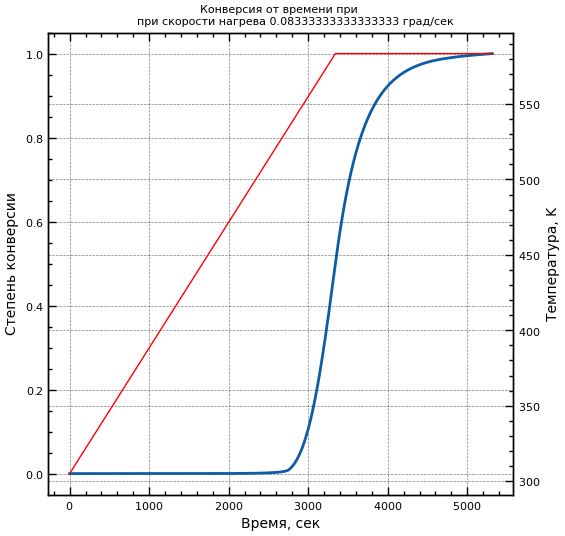 Конверсия от времени при
при скорости нагрева 0.08333333333333333 град/сек
Степень конверсии
1.0
0.8
0.6
0.4
0.2
0.0
550
500
450
400
350
300
Температура, K
0 1000 2000 3000 4000 5000
Время, сек